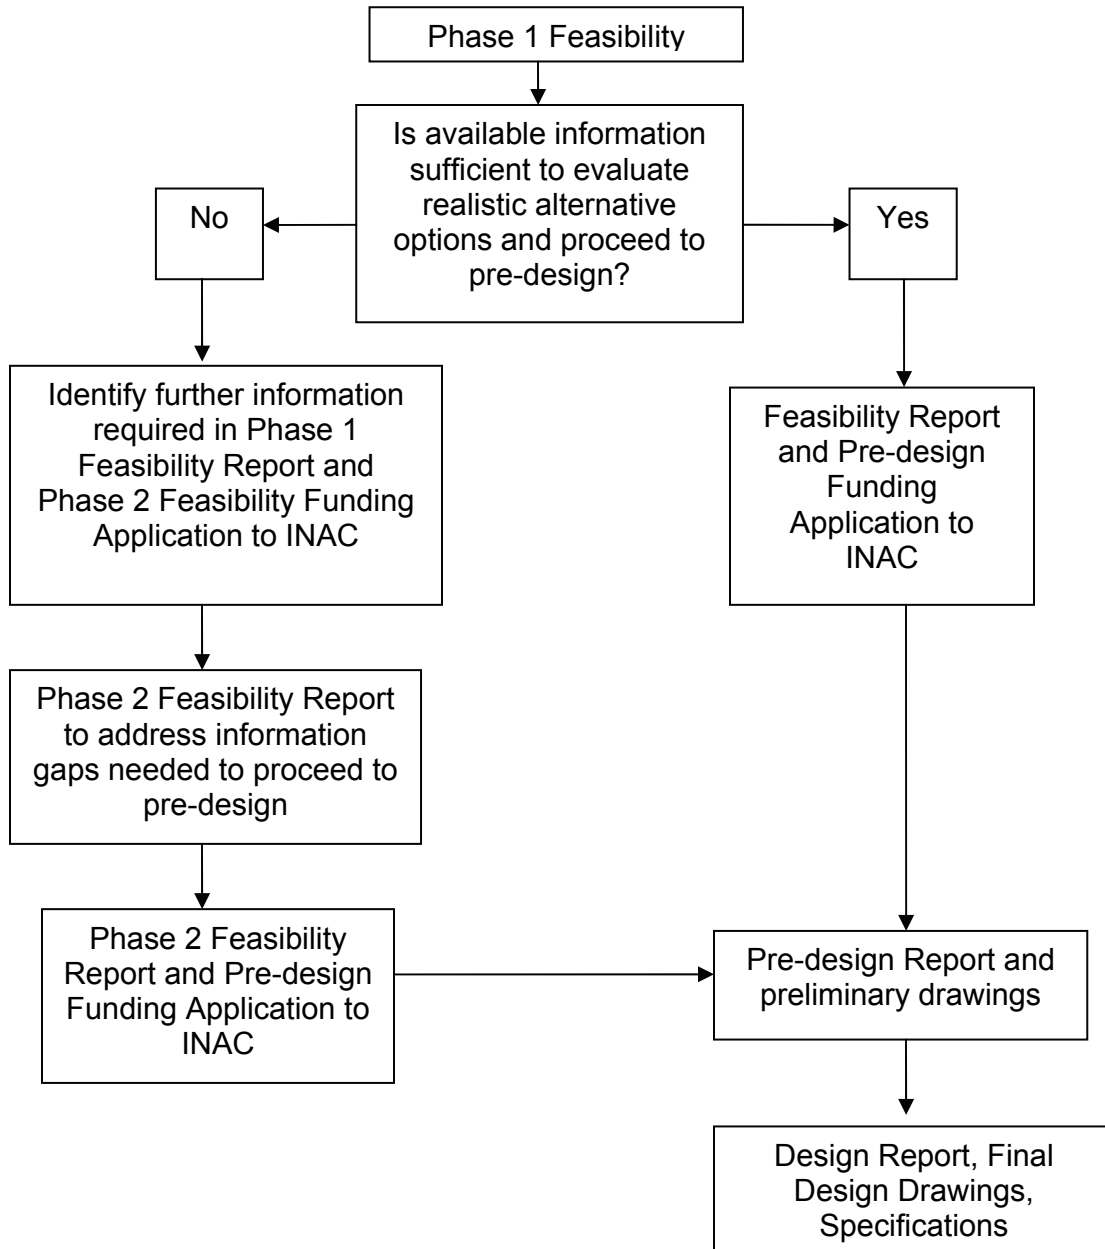 Phase 1 Feasibility
Is available information
sufficient to evaluate
realistic alternative
options and proceed to
pre-design?
No
Yes
Identify further information
required in Phase 1
Feasibility Report and
Phase 2 Feasibility Funding
Application to INAC
Feasibility Report
and Pre-design
Funding
Application to
INAC
Phase 2 Feasibility Report
to address information
gaps needed to proceed to
pre-design
Phase 2 Feasibility
Report and Pre-design
Funding Application to
INAC
Pre-design Report and
preliminary drawings
Design Report, Final
Design Drawings,
Specifications